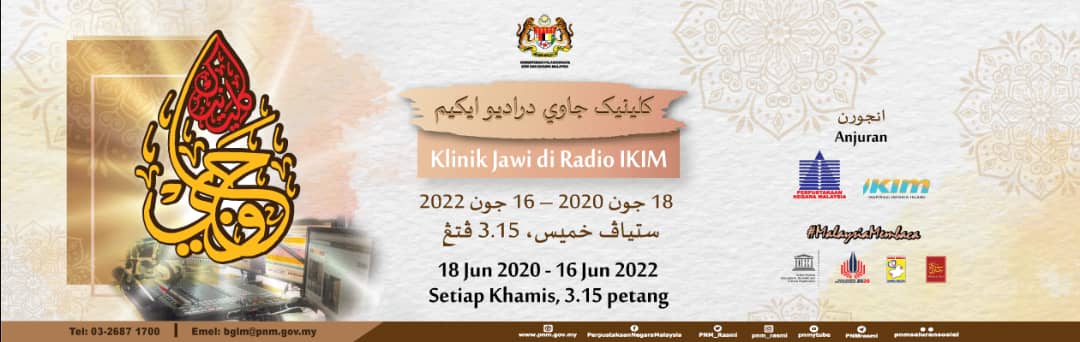 كلينيک جاوي دراديو ايكيم
Klinik Jawi di Radio IKIM
18 جون 2020 – 16 جون 2022
ستياڤ خميس، 3.15 ڤتڠ
18 Jun 2020 - 16 Jun 2022
Setiap Khamis, 3.15 petang
انجورن
Anjuran
PERPUSTAKAAN
NEGARA MALAYSIA
IKIM
#MalaysiaMembaca
Tel: 03-2687 1700 | Emel: bglm@pnm.gov.my
www.pnm.gov.my
PerpustakaanNegaraMalaysia
PNM_Rasmi
pnm_rasmi
pnmytube
PNMrasmi
pnmsaluransosial